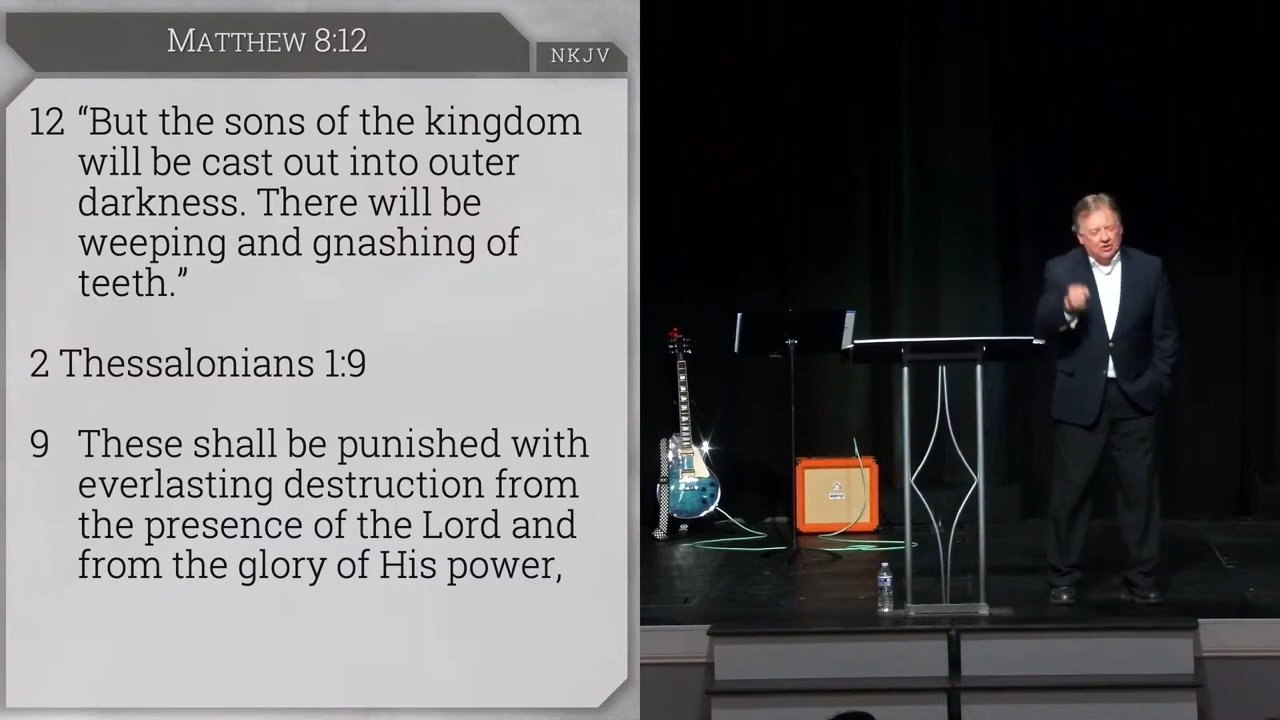 MATTHEW 8:12
NKJV
12 “But the sons of the kingdom
will be cast out into outer
darkness. There will be
weeping and gnashing of
teeth.”
2 Thessalonians 1:9
9 These shall be punished with
everlasting destruction from
the presence of the Lord and
from the glory of His power,